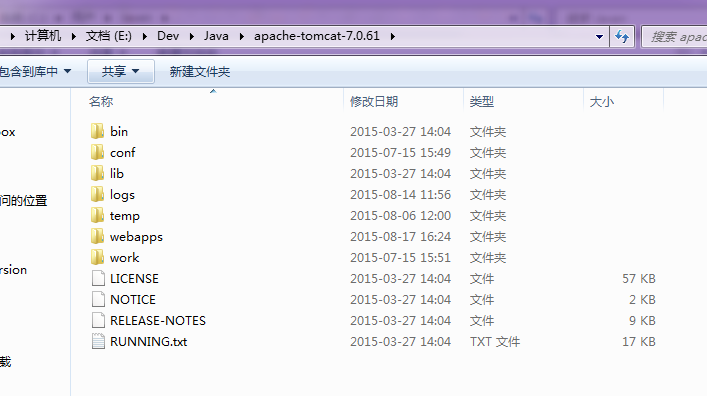 计算机 文档 (E:) Dev Java apache-tomcat-7.0.61 搜索 apac
包含到库中 共享 新建文件夹
名称 修改日期 类型 大小
bin 2015-03-27 14:04 文件夹
conf 2015-07-15 15:49 文件夹
lib 2015-03-27 14:04 文件夹
logs 2015-08-14 11:56 文件夹
temp 2015-08-06 12:00 文件夹
webapps 2015-08-17 16:24 文件夹
work 2015-07-15 15:51 文件夹
LICENSE 2015-03-27 14:04 文件 57 KB
NOTICE 2015-03-27 14:04 文件 2 KB
RELEASE-NOTES 2015-03-27 14:04 文件 9 KB
RUNNING.txt 2015-03-27 14:04 TXT 文件 17 KB
ox
问的位置
ersion
载